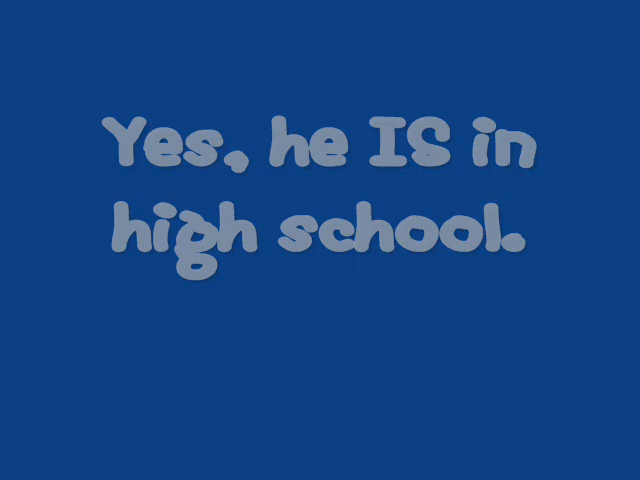 Yes, he IS in
high school.